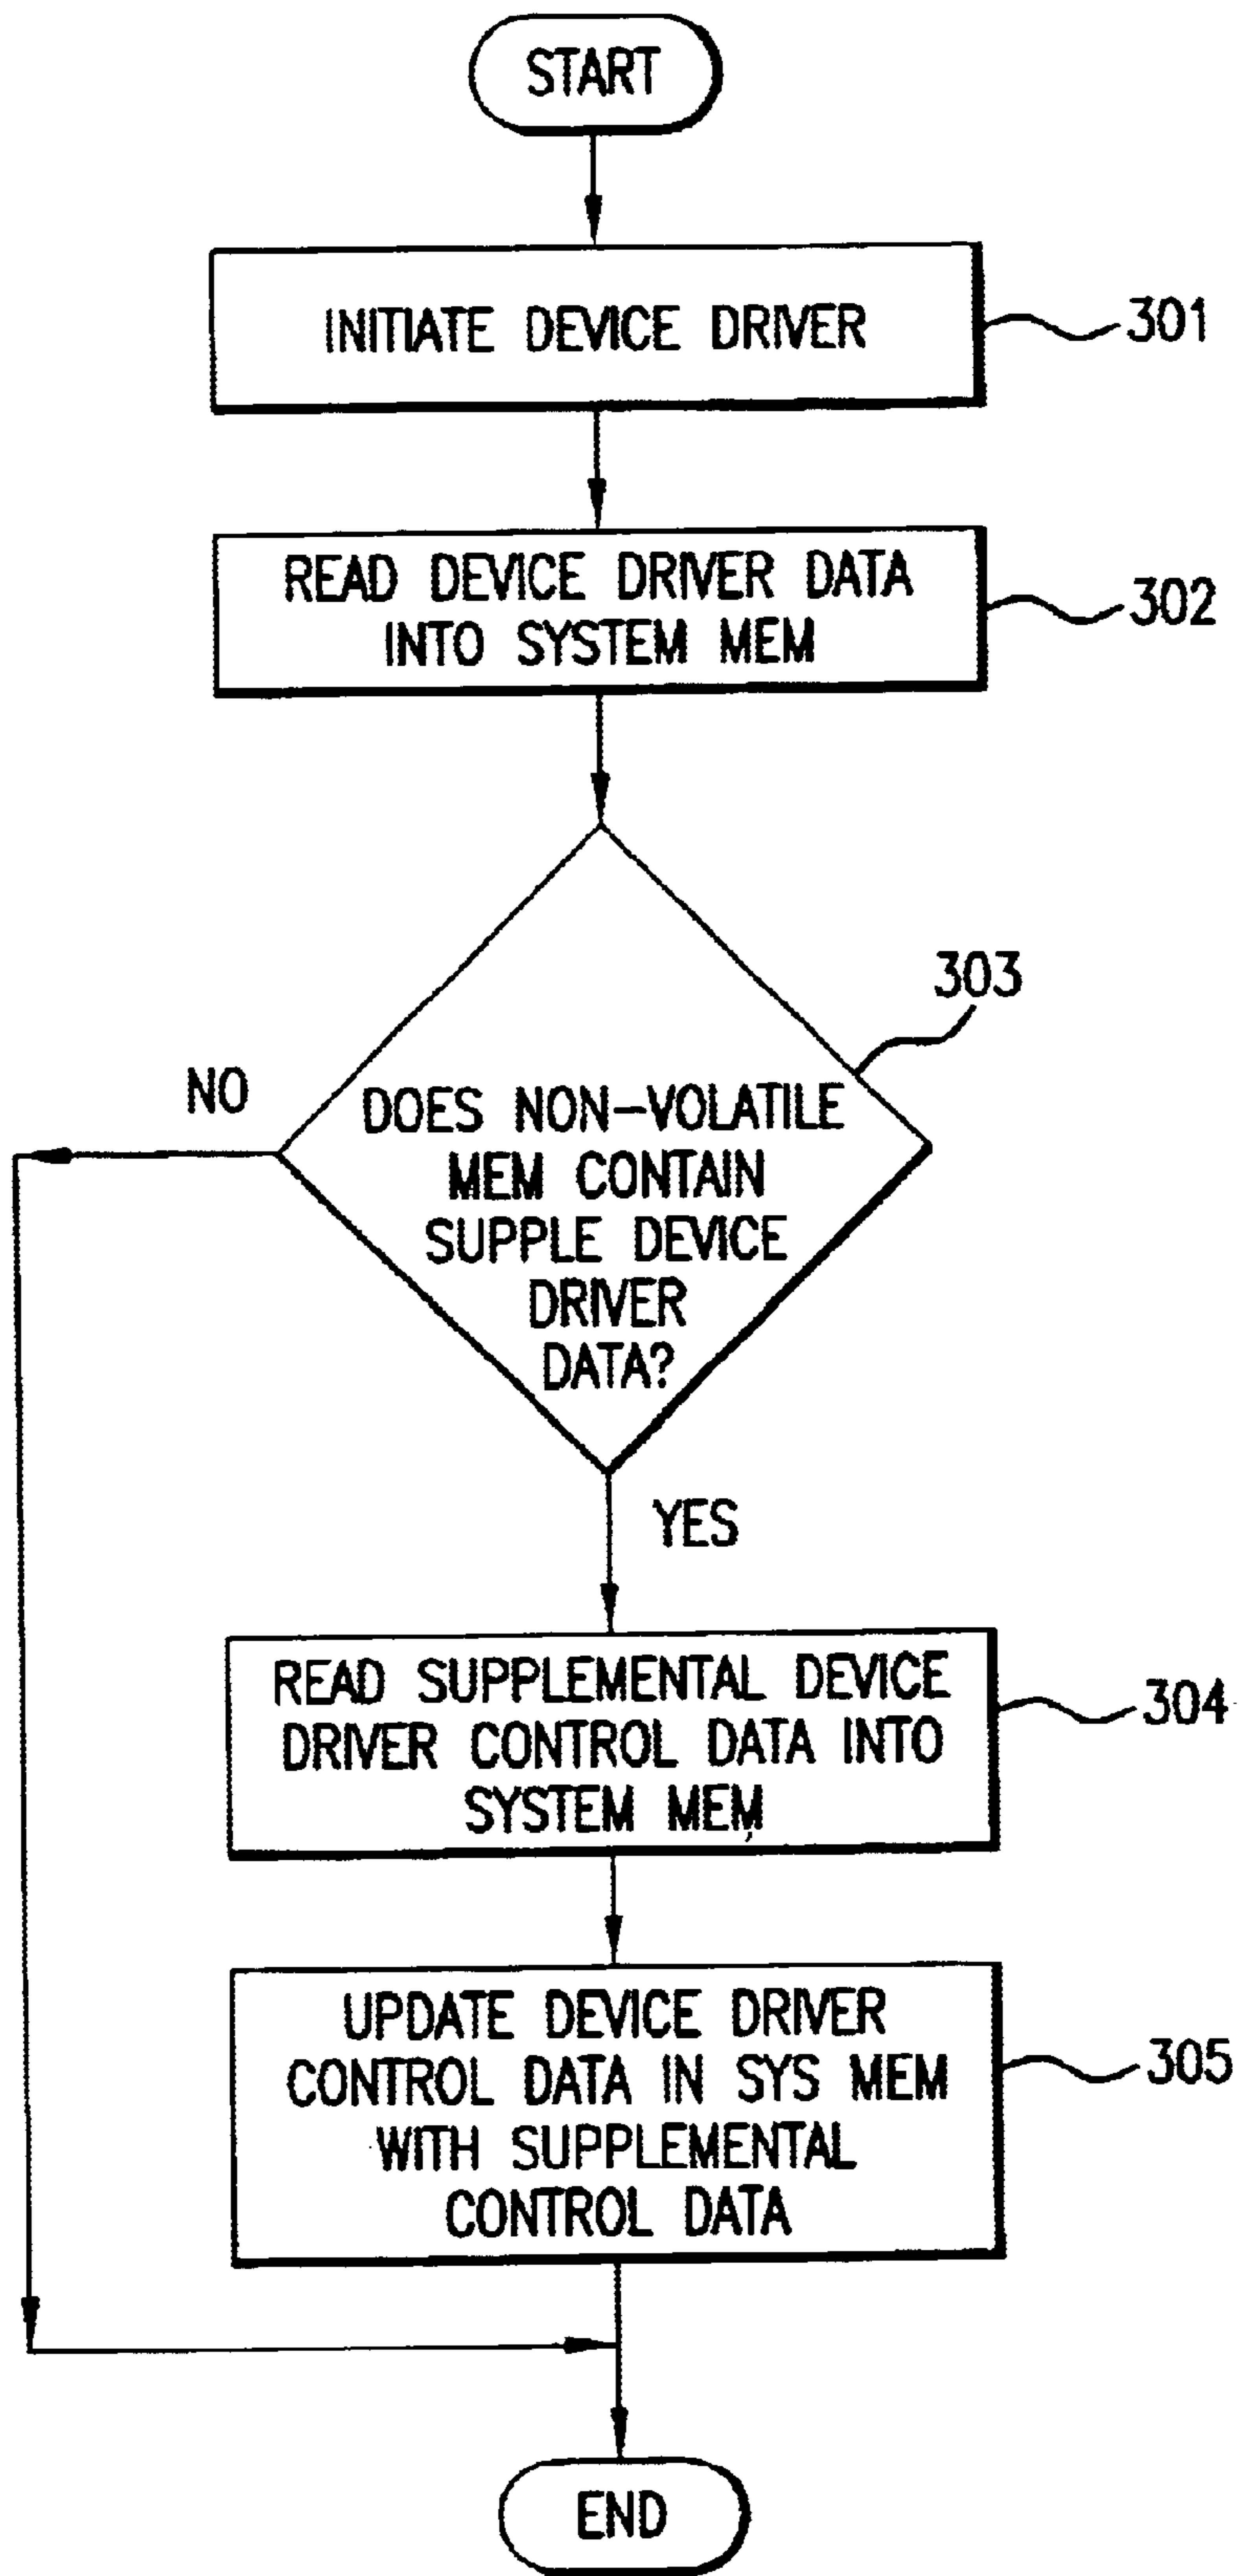 START
INITIATE DEVICE DRIVER
301
READ DEVICE DRIVER DATA
INTO SYSTEM MEM
302
303
NO
DOES NON-VOLATILE
MEM CONTAIN
SUPPLE DEVICE
DRIVER
DATA?
YES
READ SUPPLEMENTAL DEVICE
DRIVER CONTROL DATA INTO
SYSTEM MEM
304
UPDATE DEVICE DRIVER
CONTROL DATA IN SYS MEM
WITH SUPPLEMENTAL
CONTROL DATA
305
END